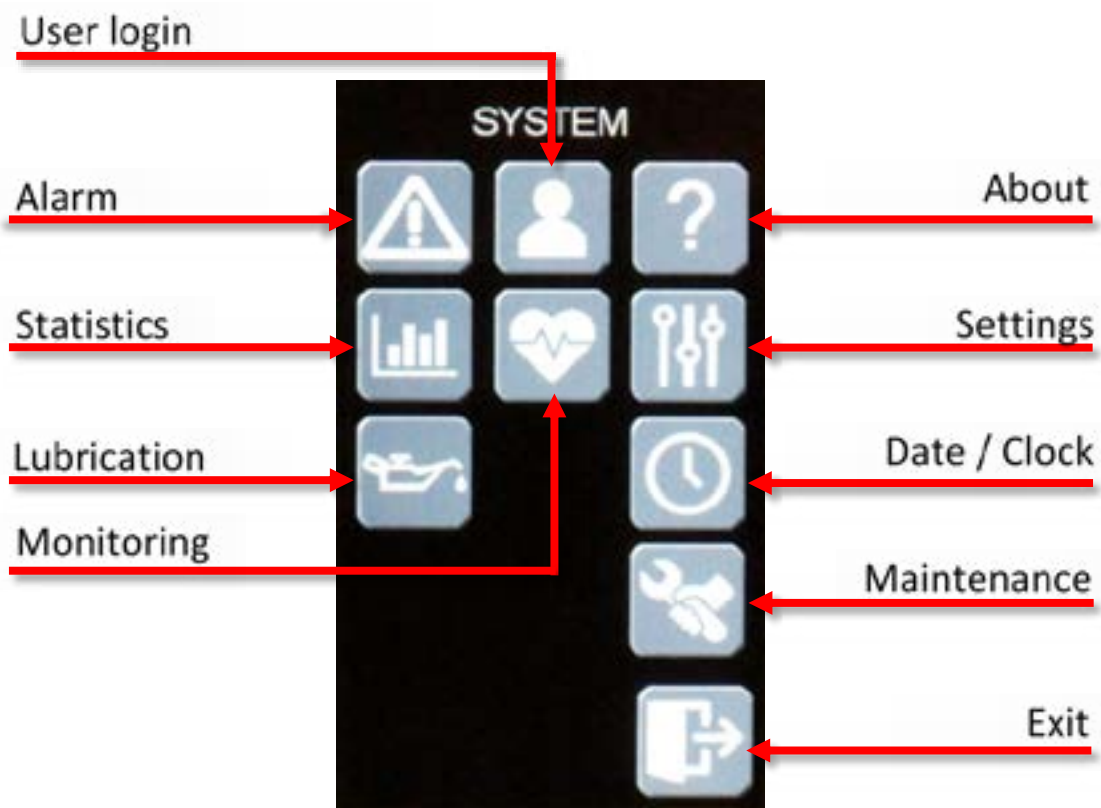 User login
SYSTEM
Alarm
About
Statistics
Settings
Lubrication
Date / Clock
Monitoring
Maintenance
Exit